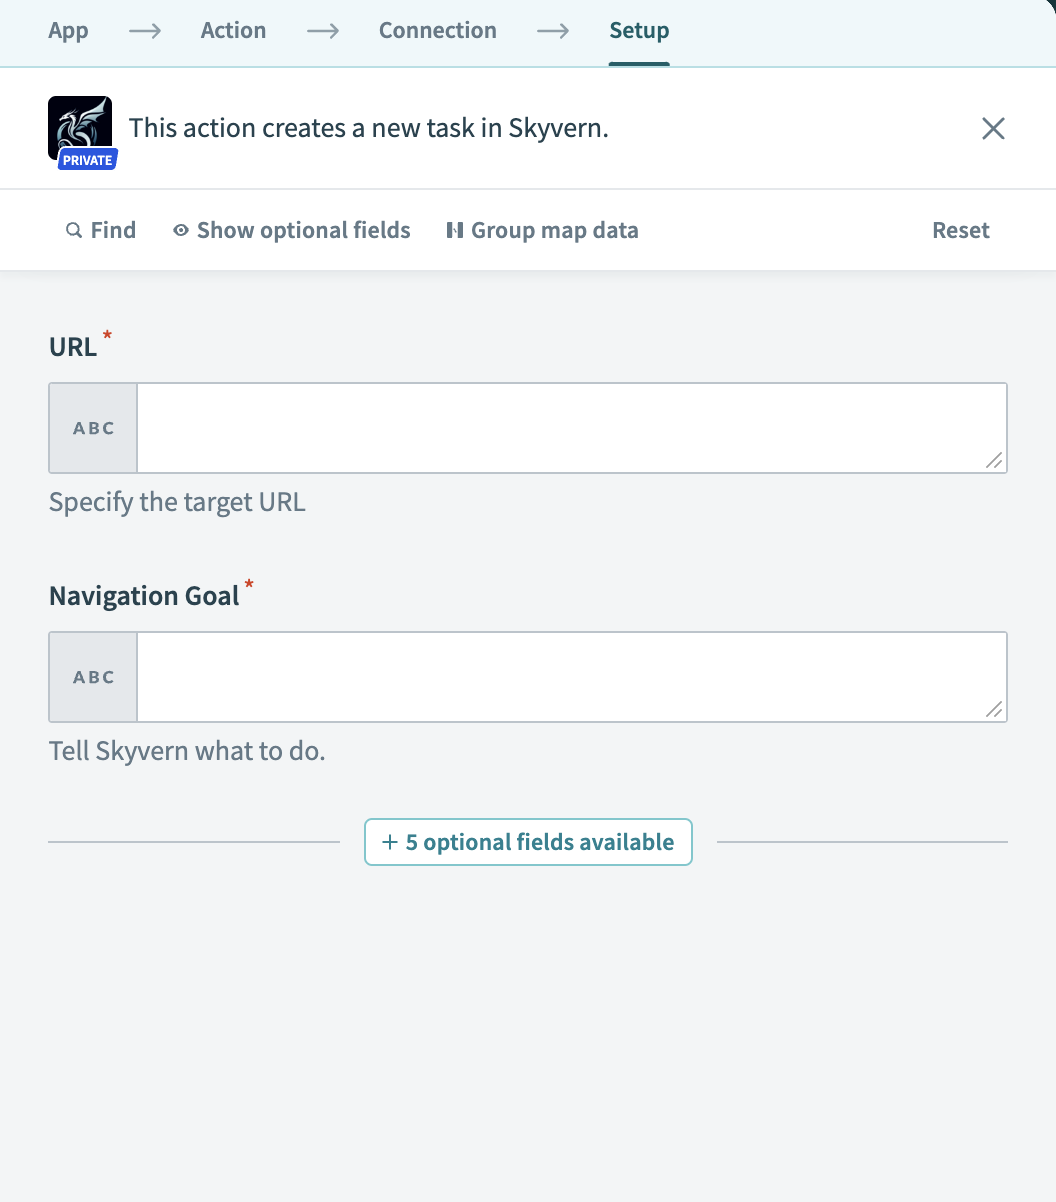 App → Action → Connection → Setup
This action creates a new task in Skyvern.
PRIVATE
Find Show optional fields Group map data Reset
URL *
ABC
Specify the target URL
Navigation Goal *
ABC
Tell Skyvern what to do.
+ 5 optional fields available